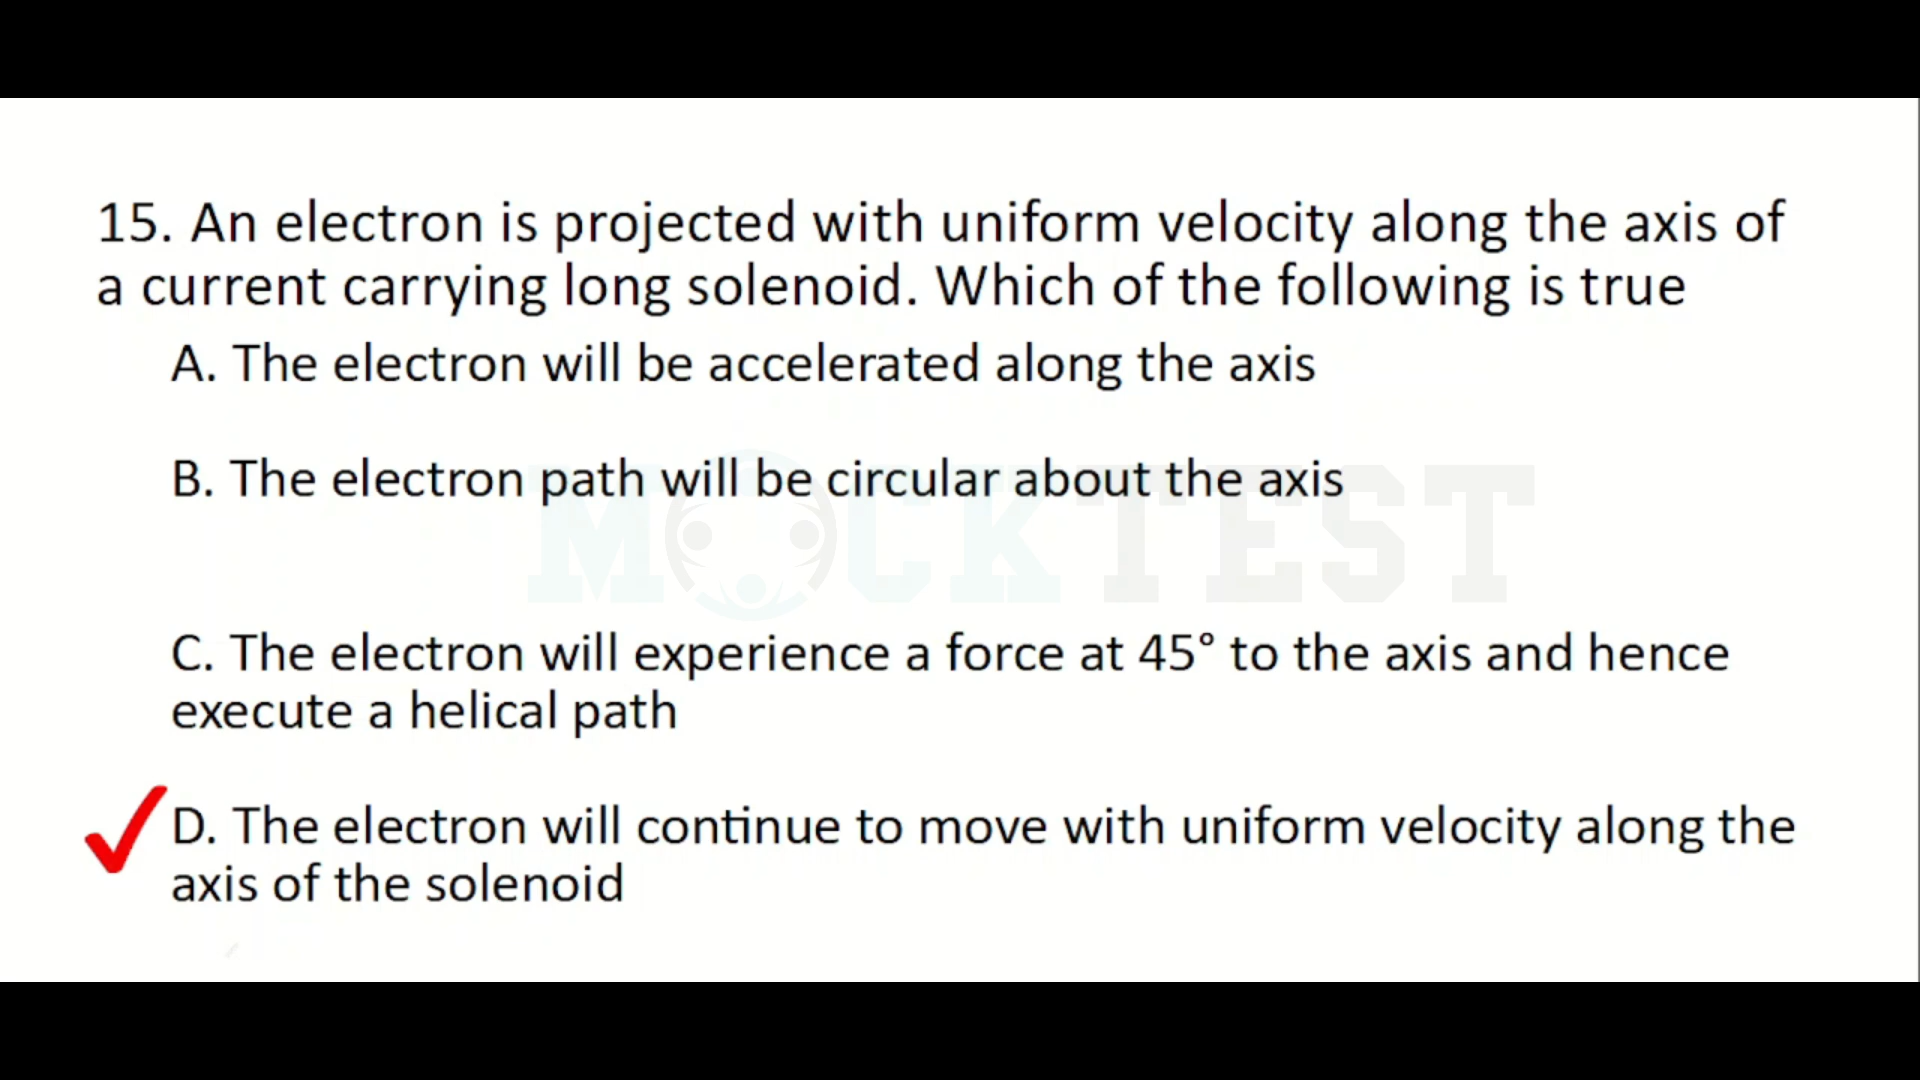 15. An electron is projected with uniform velocity along the axis of
a current carrying long solenoid. Which of the following is true
A. The electron will be accelerated along the axis
B. The electron path will be circular about the axis
MOCKTEST
C. The electron will experience a force at 45° to the axis and hence
execute a helical path
D. The electron will continue to move with uniform velocity along the
axis of the solenoid